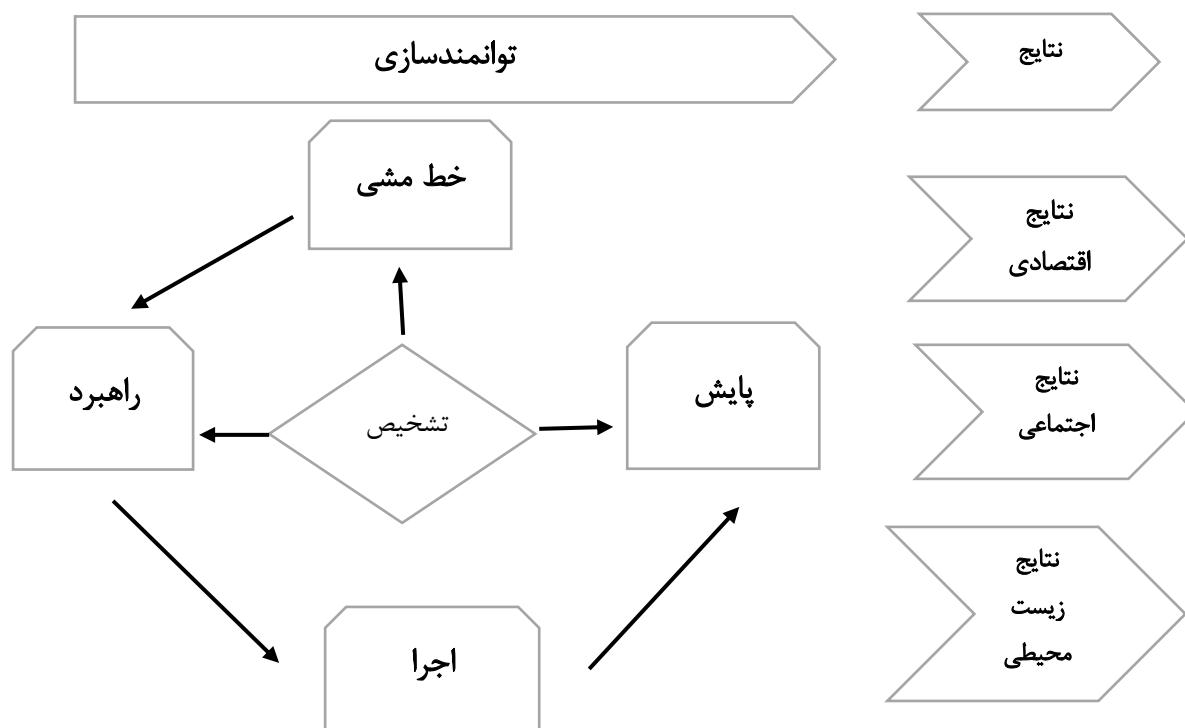 توانمندسازی
نتایج
خط مشی
نتایج
اقتصادی
راهبرد
تشخیص
پایش
نتایج
اجتماعی
اجرا
نتایج
زیست
محیطی